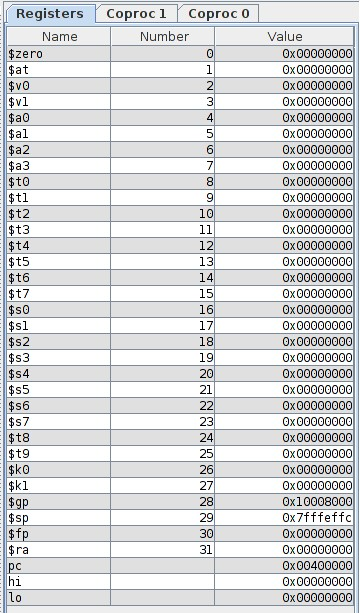 Registers Coproc 1 Coproc 0
Name Number Value
$zero 0 0x00000000
$at 1 0x00000000
$v0 2 0x00000000
$v1 3 0x00000000
$a0 4 0x00000000
$a1 5 0x00000000
$a2 6 0x00000000
$a3 7 0x00000000
$t0 8 0x00000000
$t1 9 0x00000000
$t2 10 0x00000000
$t3 11 0x00000000
$t4 12 0x00000000
$t5 13 0x00000000
$t6 14 0x00000000
$t7 15 0x00000000
$s0 16 0x00000000
$s1 17 0x00000000
$s2 18 0x00000000
$s3 19 0x00000000
$s4 20 0x00000000
$s5 21 0x00000000
$s6 22 0x00000000
$s7 23 0x00000000
$t8 24 0x00000000
$t9 25 0x00000000
$k0 26 0x00000000
$k1 27 0x00000000
$gp 28 0x10008000
$sp 29 0x7fffeffc
$fp 30 0x00000000
$ra 31 0x00000000
pc 0x00400000
hi 0x00000000
lo 0x00000000